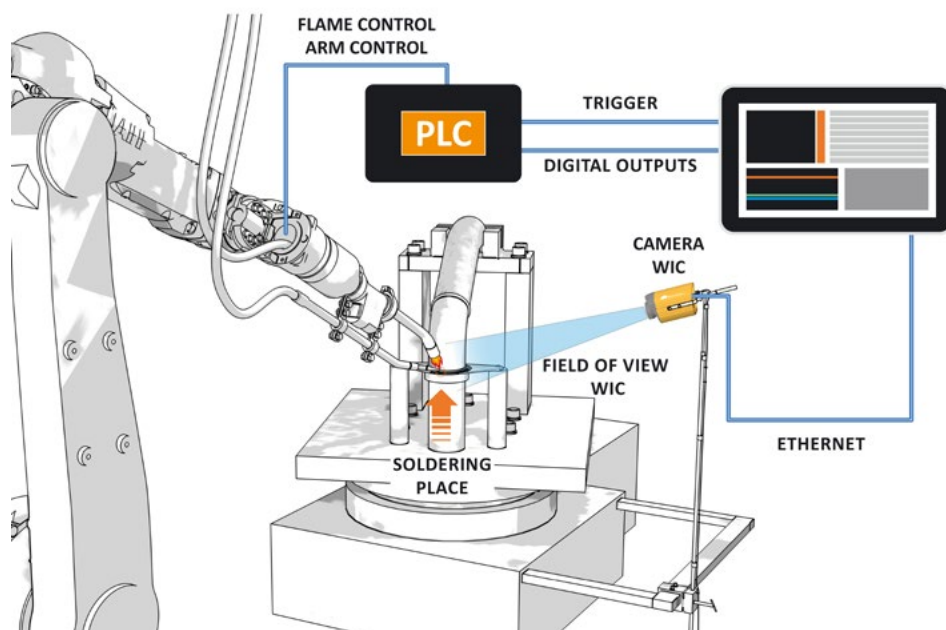 FLAME CONTROL
ARM CONTROL
PLC
TRIGGER
DIGITAL OUTPUTS
CAMERA
WIC
FIELD OF VIEW
WIC
ETHERNET
SOLDERING
PLACE